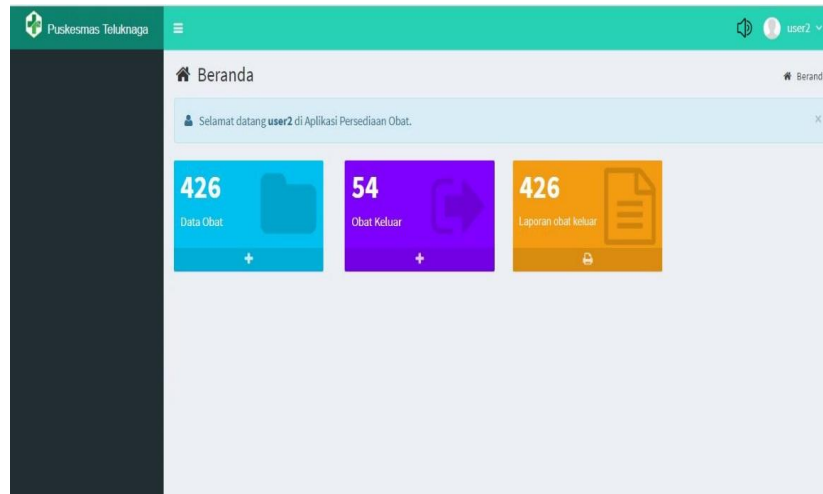 Puskesmas Teluknaga
user2
Beranda
Berand
Selamat datang user2 di Aplikasi Persediaan Obat.
×
426
Data Obat
54
Obat Keluar
426
Laporan obat keluar